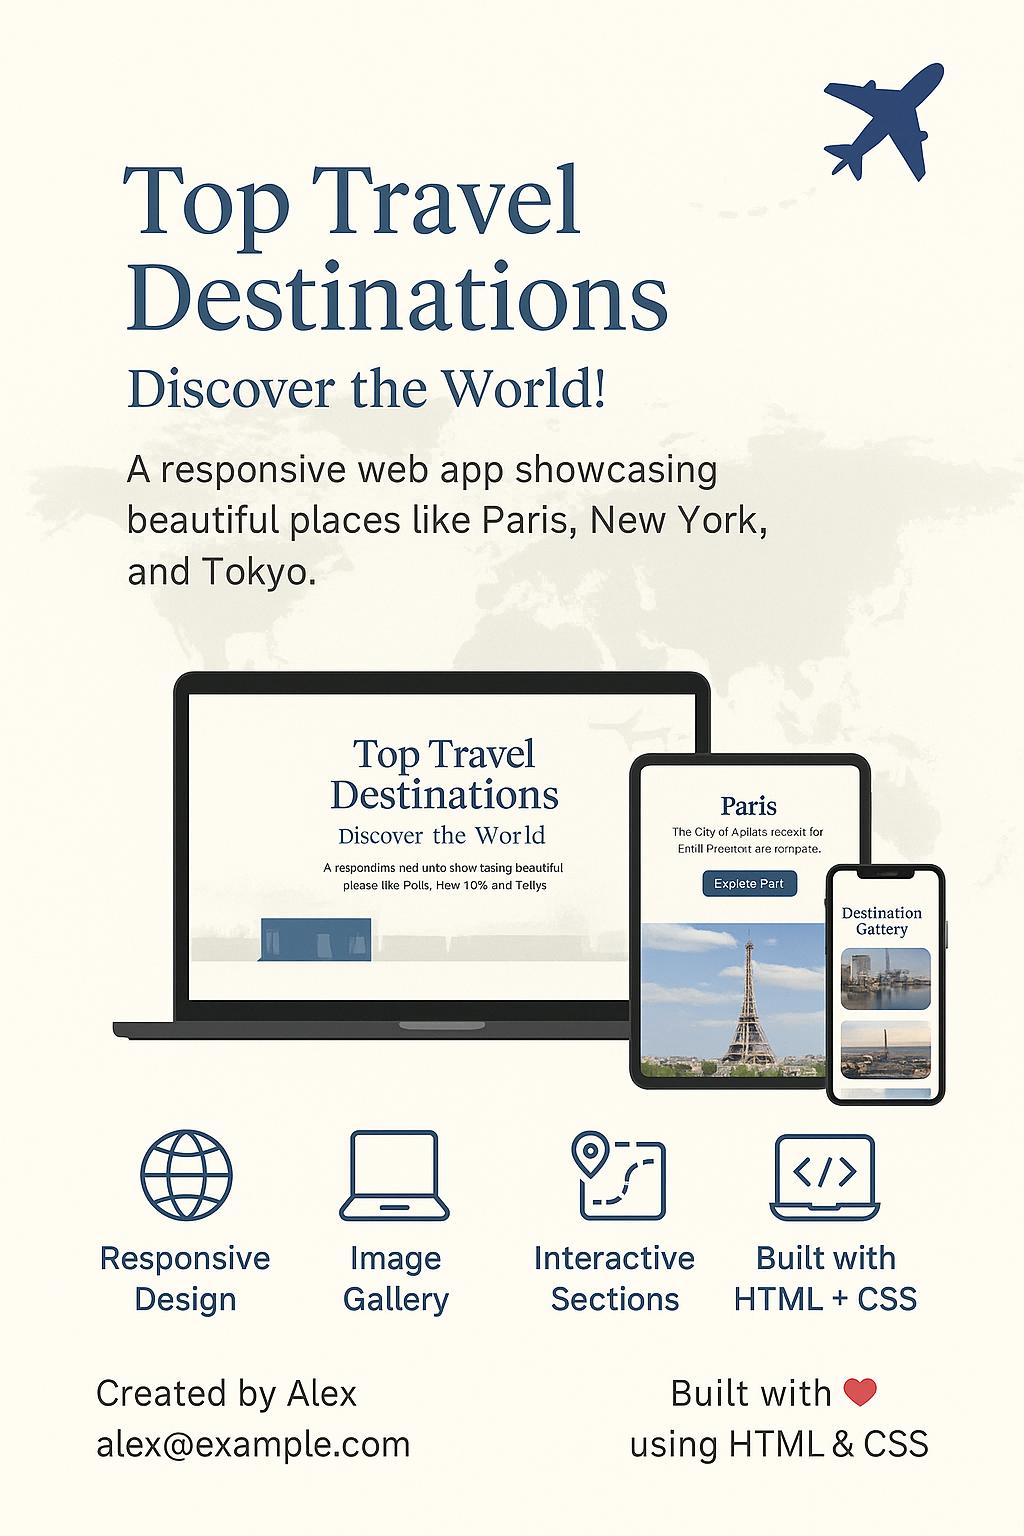 Top Travel
Destinations
Discover the World!
A responsive web app showcasing
beautiful places like Paris, New York,
and Tokyo.
Top Travel
Destinations
Discover the World
A respondims ned unto show tasing beautiful
please like Polls, Hew 10% and Tellys
Paris
The City of Apilats recexit for
Entill Preemort are rompate.
Explete Part
Destination
Gattery
Responsive
Design
Image
Gallery
Interactive
Sections
Built with
HTML + CSS
Created by Alex
alex@example.com
Built with ❤
using HTML & CSS